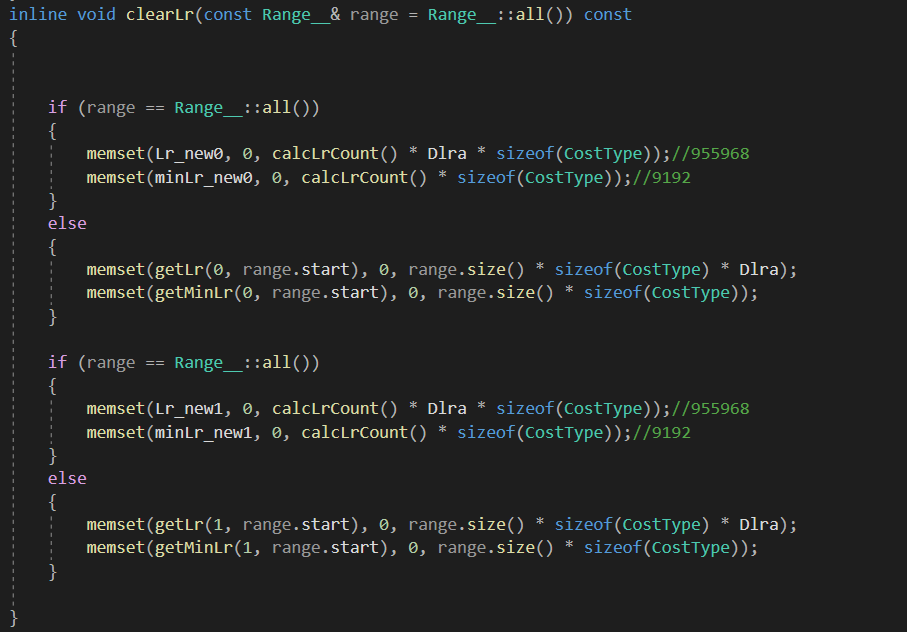 inline void clearLr(const Range__& range = Range__::all()) const
{
if (range == Range__::all())
{
memset(Lr_new0, 0, calcLrCount() * Dlra * sizeof(CostType));//955968
memset(minLr_new0, 0, calcLrCount() * sizeof(CostType));//9192
}
else
{
memset(getLr(0, range.start), 0, range.size() * sizeof(CostType) * Dlra);
memset(getMinLr(0, range.start), 0, range.size() * sizeof(CostType));
}
if (range == Range__::all())
{
memset(Lr_new1, 0, calcLrCount() * Dlra * sizeof(CostType));//955968
memset(minLr_new1, 0, calcLrCount() * sizeof(CostType));//9192
}
else
{
memset(getLr(1, range.start), 0, range.size() * sizeof(CostType) * Dlra);
memset(getMinLr(1, range.start), 0, range.size() * sizeof(CostType));
}
}